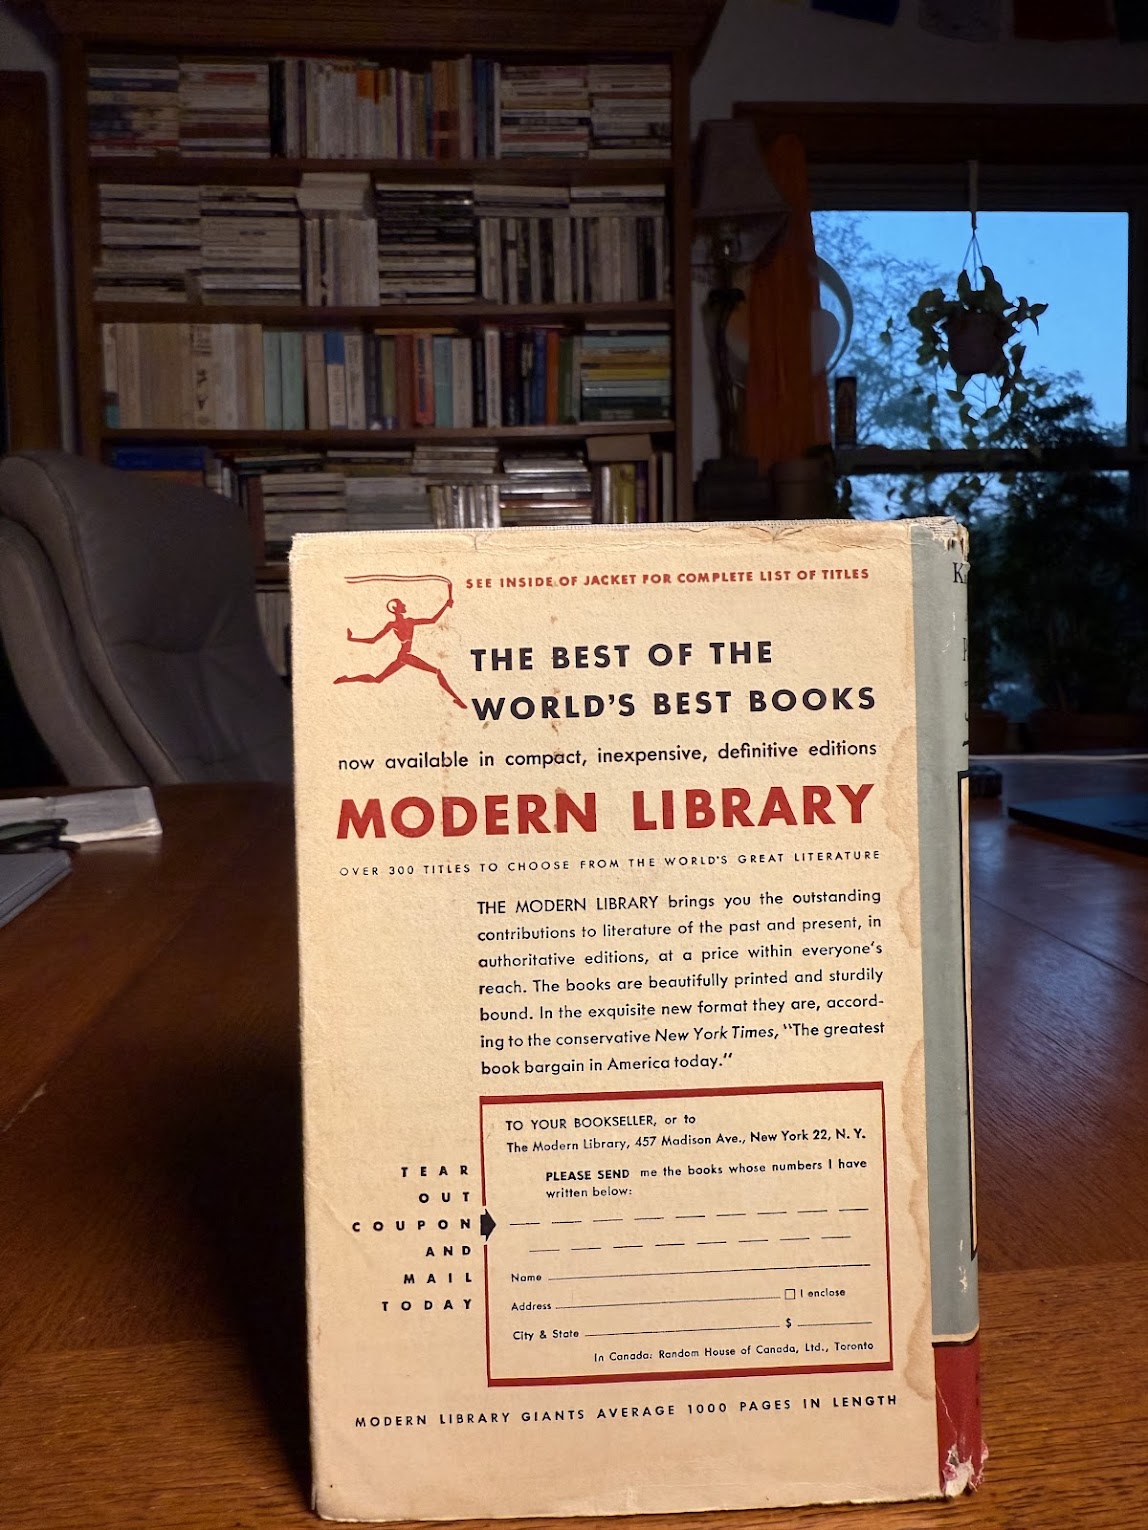 SEE INSIDE OF JACKET FOR COMPLETE LIST OF TITLES
THE BEST OF THE
WORLD'S BEST BOOKS
now available in compact, inexpensive, definitive editions
MODERN LIBRARY
OVER 300 TITLES TO CHOOSE FROM THE WORLD'S GREAT LITERATURE
THE MODERN LIBRARY brings you the outstanding
contributions to literature of the past and present, in
authoritative editions, at a price within everyone's
reach. The books are beautifully printed and sturdily
bound. In the exquisite new format they are, accord-
ing to the conservative New York Times, "The greatest
book bargain in America today."
TEAR
OUT
COUPON
AND
MAIL
TODAY
TO YOUR BOOKSELLER, or to
The Modern Library, 457 Madison Ave., New York 22, N. Y.
PLEASE SEND me the books whose numbers I have
written below:
Name
Address
I enclose
City & State
$
In Canada: Random House of Canada, Ltd., Toronto
MODERN LIBRARY GIANTS AVERAGE 1000 PAGES IN LENGTH